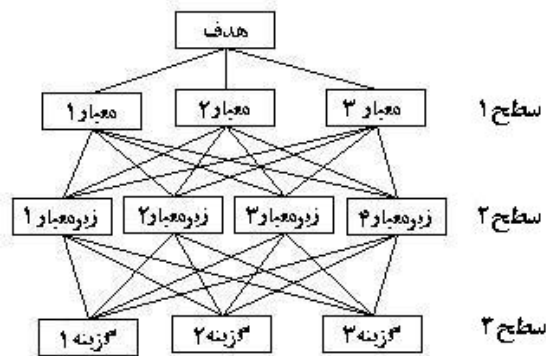 هدف
معیار ۱ معیار ۲ معیار ۳ سطح ۱
زیرمعیار ۱ زیرمعیار ۲ زیرمعیار ۳ زیرمعیار ۴ سطح ۲
گزینه ۱ گزینه ۲ گزینه ۳ سطح ۳